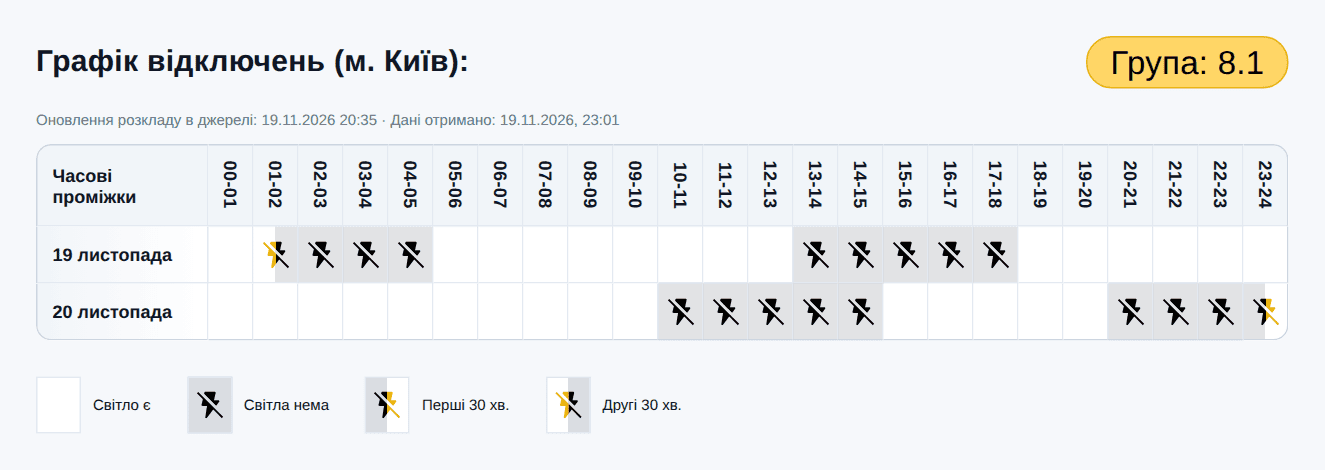 Графік відключень (м. Київ):
Група: 8.1
Оновлення розкладу в джерелі: 19.11.2026 20:35 · Дані отримано: 19.11.2026, 23:01
Часові
проміжки
00-01
01-02
02-03
03-04
04-05
05-06
06-07
07-08
08-09
09-10
10-11
11-12
12-13
13-14
14-15
15-16
16-17
17-18
18-19
19-20
20-21
21-22
22-23
23-24
19 листопада
20 листопада
Світло є
Світла нема
Перші 30 хв.
Другі 30 хв.